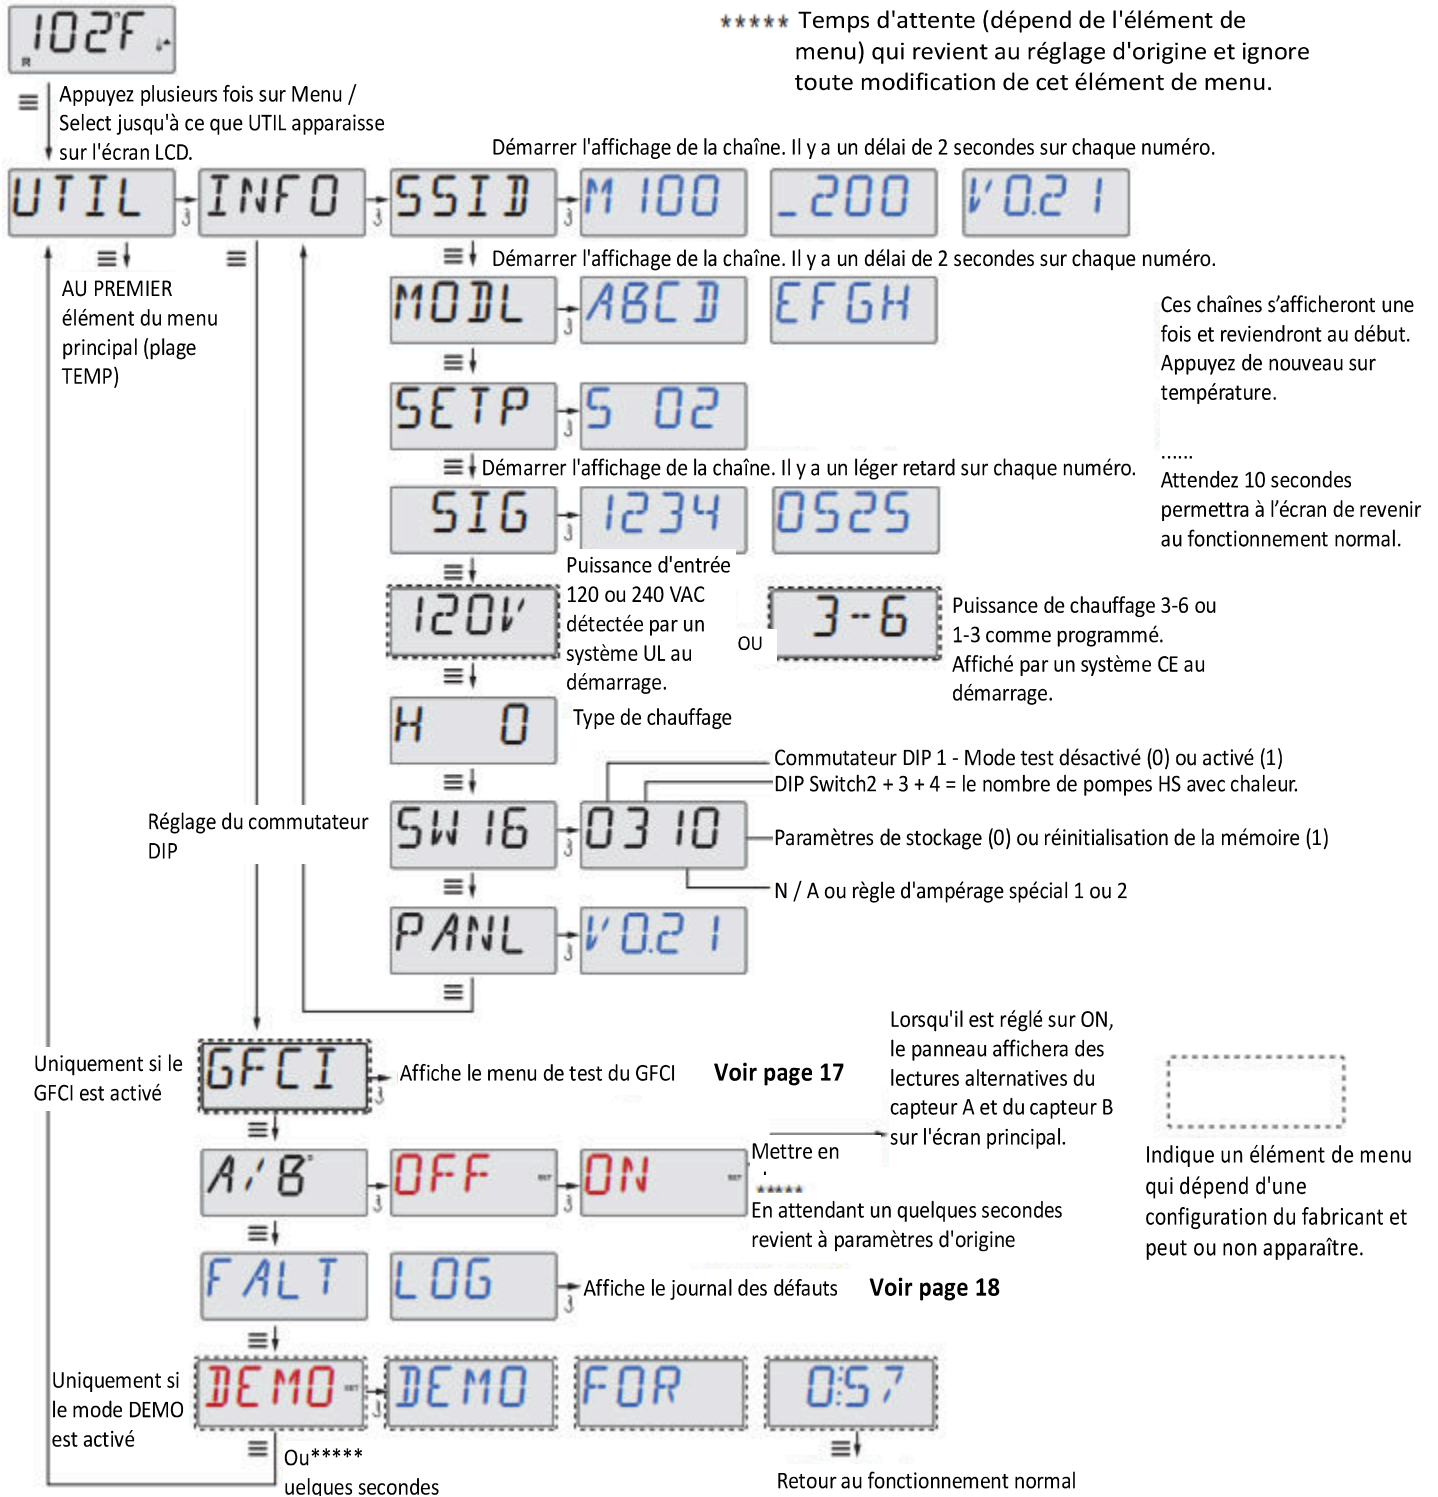 102°F
R
***** Temps d'attente (dépend de l'élément de
menu) qui revient au réglage d'origine et ignore
toute modification de cet élément de menu.
Appuyez plusieurs fois sur Menu /
Select jusqu'à ce que UTIL apparaisse
sur l'écran LCD.
Démarrer l'affichage de la chaîne. Il y a un délai de 2 secondes sur chaque numéro.
UTIL INFO SSID M100 _200 V0.21
AU PREMIER
élément du menu
principal (plage
TEMP)
Démarrer l'affichage de la chaîne. Il y a un délai de 2 secondes sur chaque numéro.
MODL ABCD EFGH
Ces chaînes s’afficheront une
fois et reviendront au début.
Appuyez de nouveau sur
température.
SETP S 02
......
Attendez 10 secondes
permettra à l’écran de revenir
au fonctionnement normal.
Démarrer l'affichage de la chaîne. Il y a un léger retard sur chaque numéro.
SIG 1234 0525
120V
Puissance d'entrée
120 ou 240 VAC
détectée par un
système UL au
démarrage.
OU
3--6
Puissance de chauffage 3-6 ou
1-3 comme programmé.
Affiché par un système CE au
démarrage.
H 0
Type de chauffage
Commutateur DIP 1 - Mode test désactivé (0) ou activé (1)
DIP Switch2 + 3 + 4 = le nombre de pompes HS avec chaleur.
Réglage du commutateur
DIP
SW16 0310
Paramètres de stockage (0) ou réinitialisation de la mémoire (1)
N / A ou règle d'ampérage spécial 1 ou 2
PANL V0.21
Uniquement si le
GFCI est activé
GFCI
Affiche le menu de test du GFCI Voir page 17
Lorsqu'il est réglé sur ON,
le panneau affichera des
lectures alternatives du
capteur A et du capteur B
sur l'écran principal.
A/B° OFF SET ON SET
Mettre en
*****
En attendant un quelques secondes
revient à paramètres d'origine
Indique un élément de menu
qui dépend d'une
configuration du fabricant et
peut ou non apparaître.
FALT LOG
Affiche le journal des défauts Voir page 18
Uniquement si
le mode DEMO
est activé
DEMO SET DEMO FOR 0:57
Ou*****
uelques secondes
Retour au fonctionnement normal